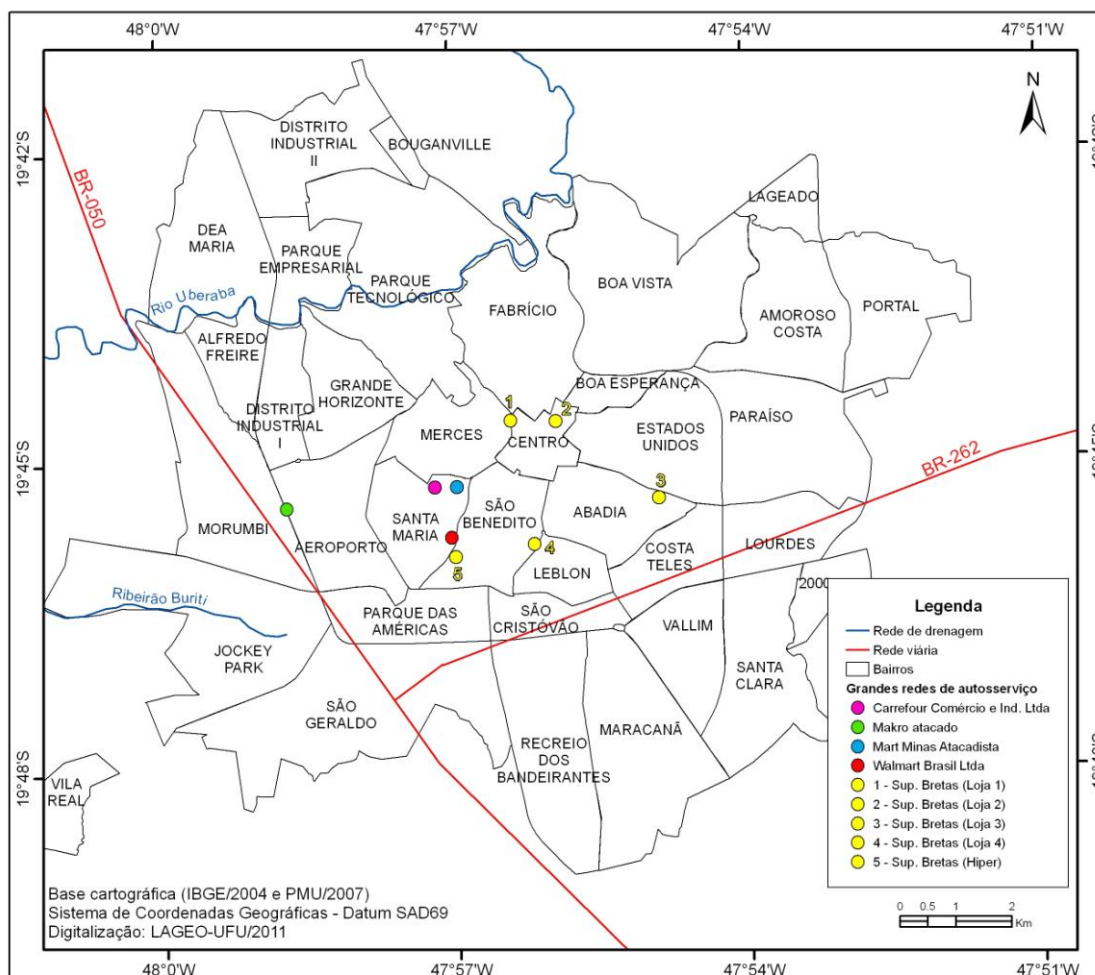 48°0'W
47°57'W
47°54'W
47°51'W
N
19°42'S
BR-050
DISTRITO
INDUSTRIAL
II
BOUGANVILLE
LAGEADO
DEA
MARIA
PARQUE
EMPRESARIAL
PARQUE
TECNOLÓGICO
Rio Uberaba
FABRÍCIO
BOA VISTA
AMOROSO
COSTA
PORTAL
ALFREDO
FREIRE
GRANDE
HORIZONTE
BOA ESPERANÇA
DISTRITO
INDUSTRIAL
I
1
2
MERCES
CENTRO
ESTADOS
UNIDOS
PARAÍSO
19°45'S
19°45'S
BR-262
3
SANTA
MARIA
SÃO
BENEDITO
ABADIA
MORUMBI
AEROPORTO
4
5
LEBLON
COSTA
TELES
LOURDES
Ribeirão Buriti
PARQUE DAS
AMÉRICAS
SÃO
CRISTÓVÃO
VALLIM
JOCKEY
PARK
SANTA
CLARA
SÃO
GERALDO
MARACANÃ
RECREIO
DOS
BANDEIRANTES
19°48'S
VILA
REAL
2000
Legenda
Rede de drenagem
Rede viária
Bairros
Grandes redes de autosserviço
Carrefour Comércio e Ind. Ltda
Makro atacado
Mart Minas Atacadista
Walmart Brasil Ltda
1 - Sup. Bretas (Loja 1)
2 - Sup. Bretas (Loja 2)
3 - Sup. Bretas (Loja 3)
4 - Sup. Bretas (Loja 4)
5 - Sup. Bretas (Hiper)
0 0.5 1 2
Km
Base cartográfica (IBGE/2004 e PMU/2007)
Sistema de Coordenadas Geográficas - Datum SAD69
Digitalização: LAGEO-UFU/2011
48°0'W
47°57'W
47°54'W
47°51'W